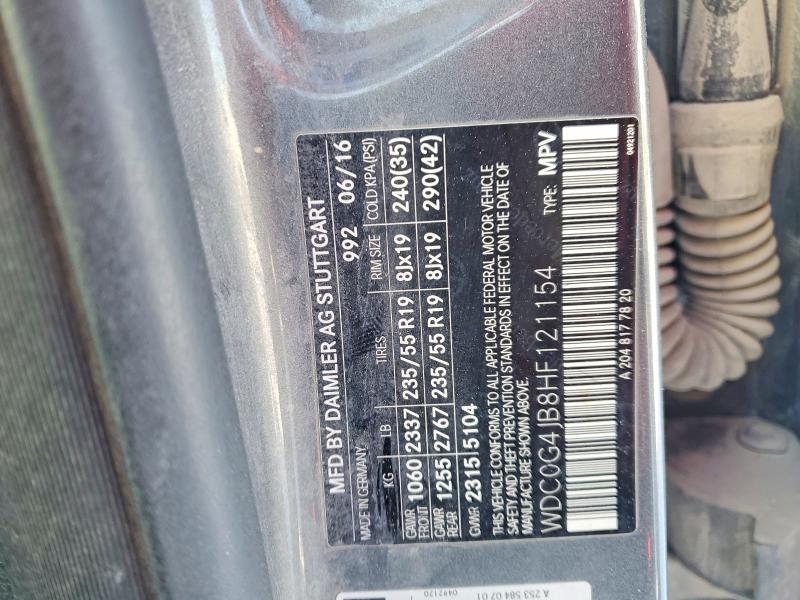 MFD BY DAIMLER AG STUTTGART
MADE IN GERMANY 992 06/16
KG LB TIRES RIM SIZE COLD KPA (PSI)
GAWR FRONT 1060 2337 235/55 R19 8Jx19 240(35)
GAWR REAR 1255 2767 235/55 R19 8Jx19 290(42)
GVWR 2315 5104
THIS VEHICLE CONFORMS TO ALL APPLICABLE FEDERAL MOTOR VEHICLE
SAFETY AND THEFT PREVENTION STANDARDS IN EFFECT ON THE DATE OF
MANUFACTURE SHOWN ABOVE.
WDC0G4JB8HF121154 TYPE: MPV
A 204 817 78 20 04921201
A 253 584 07 01
0492120